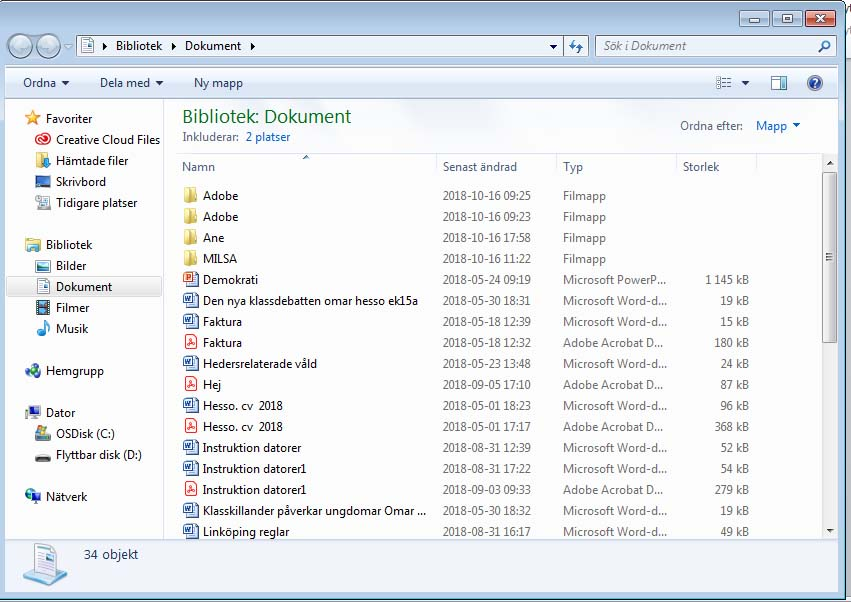 Bibliotek Dokument
Sök i Dokument
Ordna Dela med Ny mapp
Favoriter
Creative Cloud Files
Hämtade filer
Skrivbord
Tidigare platser
Bibliotek
Bilder
Dokument
Filmer
Musik
Hemgrupp
Dator
OSDisk (C:)
Flyttbar disk (D:)
Nätverk
Bibliotek: Dokument
Inkluderar: 2 platser
Ordna efter: Mapp
Namn Senast ändrad Typ Storlek
Adobe 2018-10-16 09:25 Filmapp
Adobe 2018-10-16 09:23 Filmapp
Ane 2018-10-16 17:58 Filmapp
MILSA 2018-10-16 11:22 Filmapp
Demokrati 2018-05-24 09:19 Microsoft PowerP... 1 145 kB
Den nya klassdebatten omar hesso ek15a 2018-05-30 18:31 Microsoft Word-d... 19 kB
Faktura 2018-05-18 12:39 Microsoft Word-d... 15 kB
Faktura 2018-05-18 12:32 Adobe Acrobat D... 180 kB
Hedersrelaterade våld 2018-05-23 13:48 Microsoft Word-d... 24 kB
Hej 2018-09-05 17:10 Adobe Acrobat D... 87 kB
Hesso. cv 2018 2018-05-01 18:23 Microsoft Word-d... 96 kB
Hesso. cv 2018 2018-05-01 17:17 Adobe Acrobat D... 368 kB
Instruktion datorer 2018-08-31 12:39 Microsoft Word-d... 52 kB
Instruktion datorer1 2018-08-31 17:22 Microsoft Word-d... 54 kB
Instruktion datorer1 2018-09-03 09:33 Adobe Acrobat D... 279 kB
Klasskillander påverkar ungdomar Omar ... 2018-05-30 18:32 Microsoft Word-d... 19 kB
Linköping reglar 2018-08-31 16:17 Microsoft Word-d... 49 kB
34 objekt